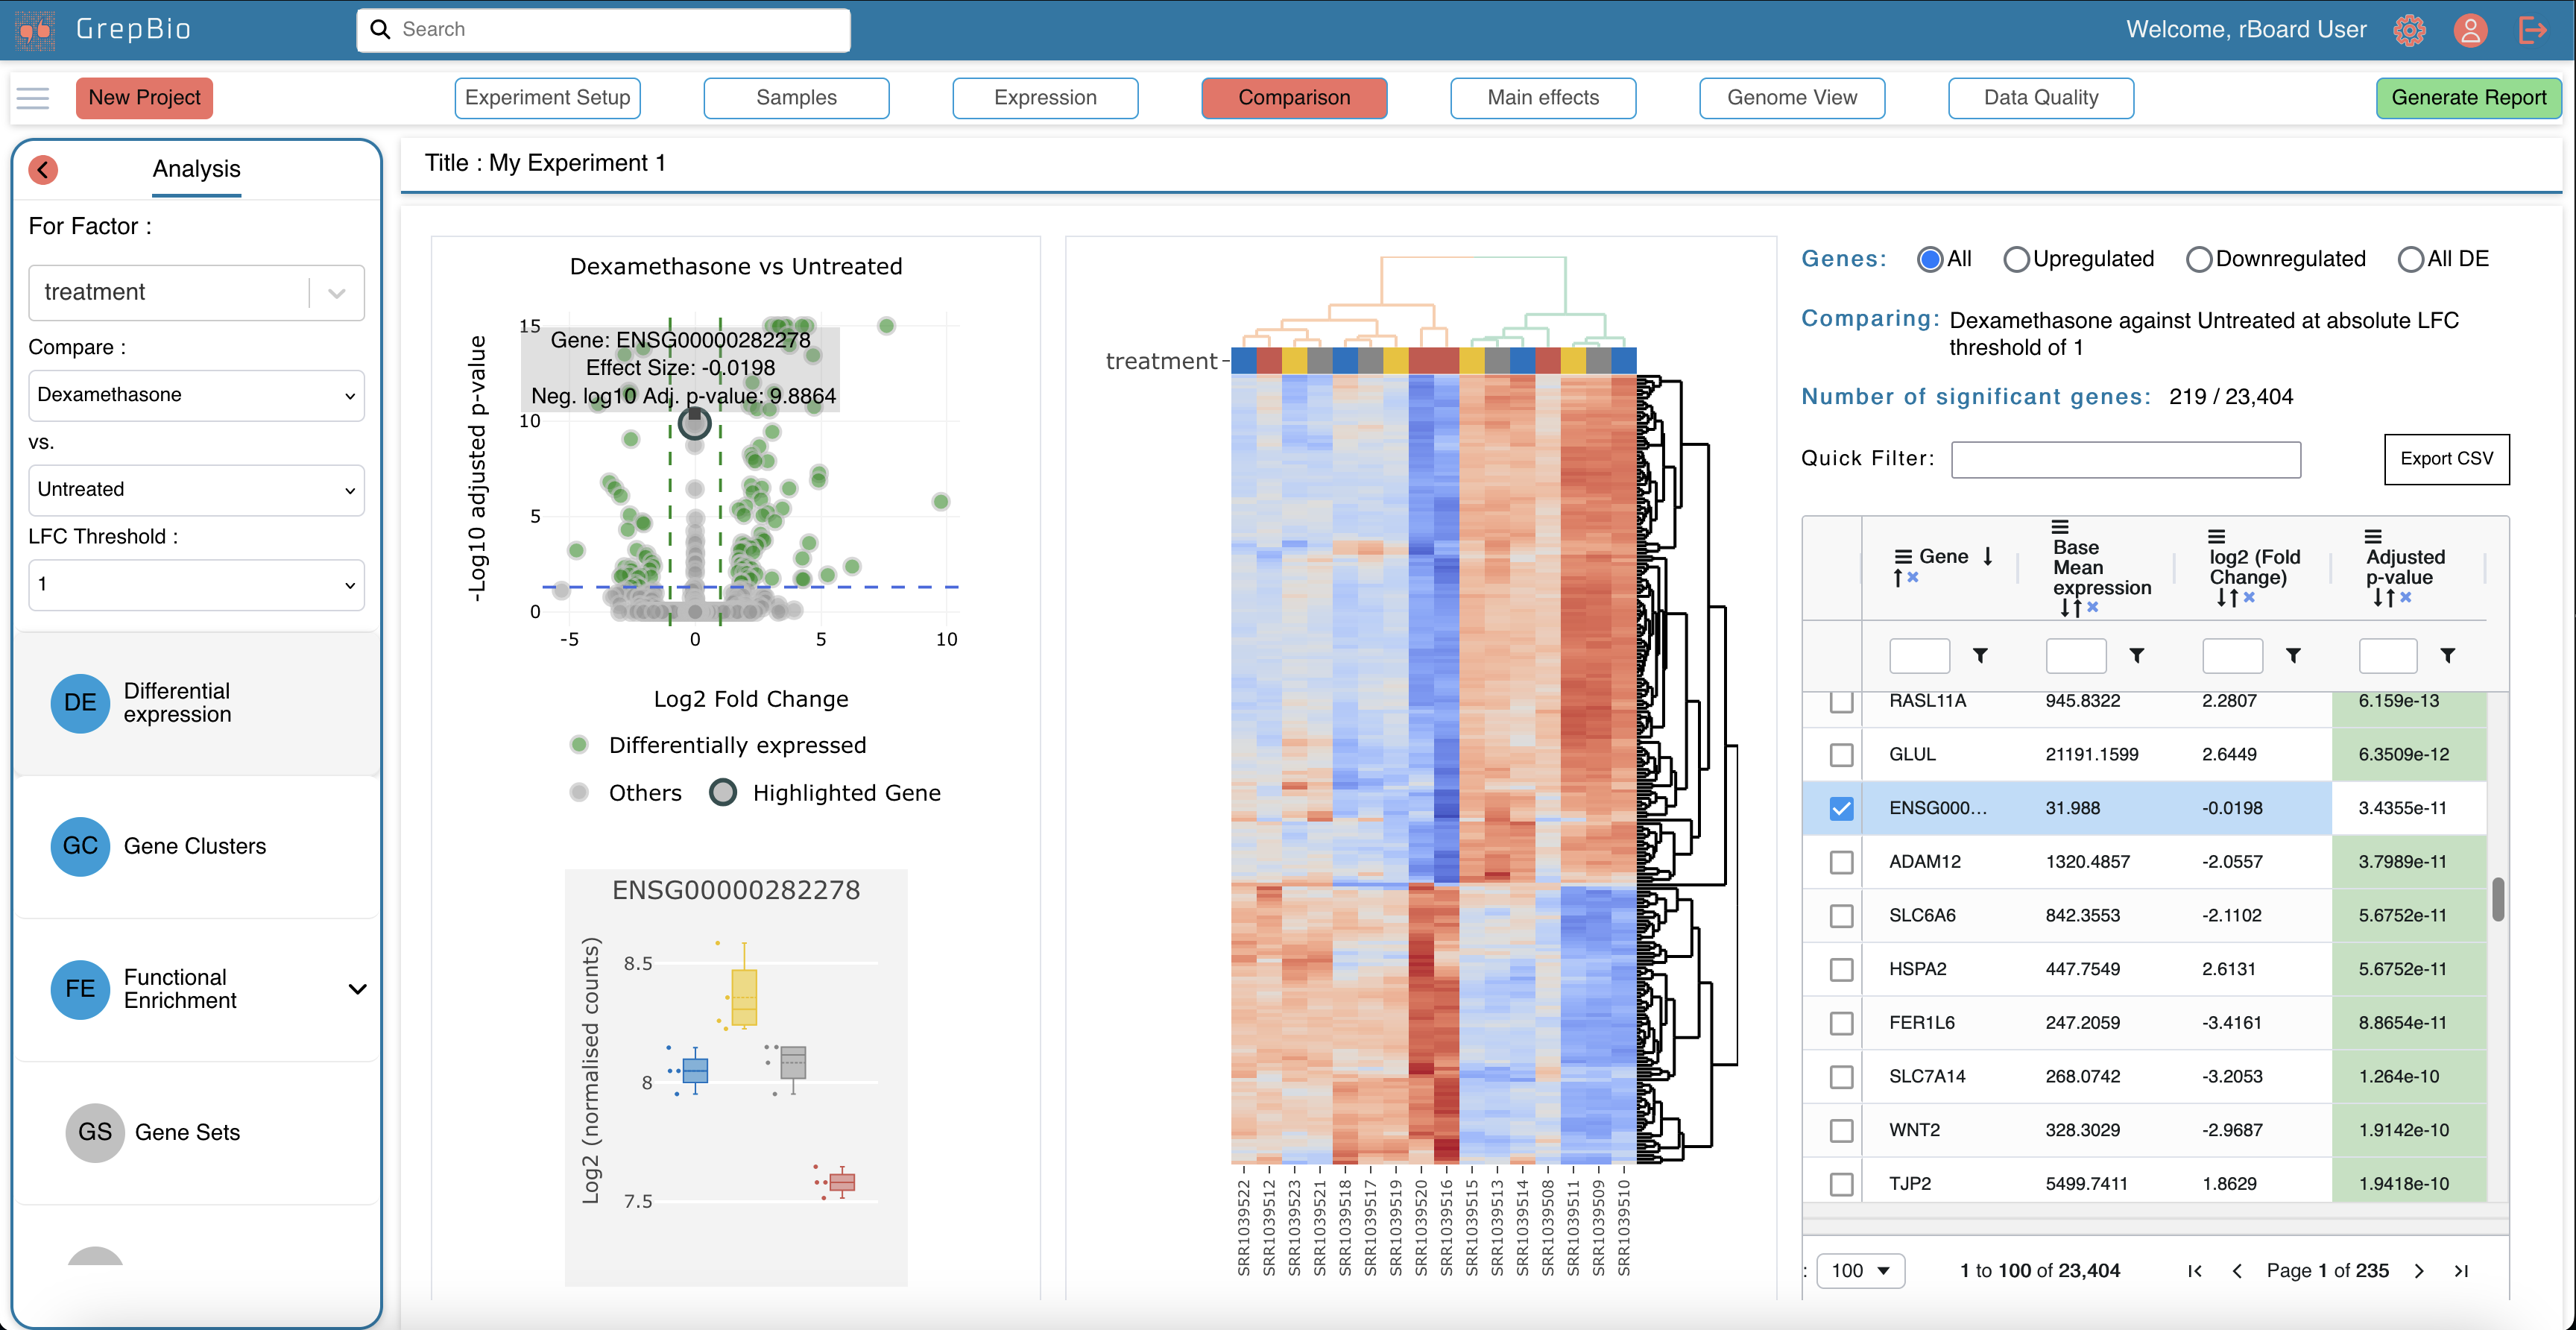 GrepBio
Search
Welcome, rBoard User
New Project
Experiment Setup
Samples
Expression
Comparison
Main effects
Genome View
Data Quality
Generate Report
Analysis
For Factor :
treatment
Compare :
Dexamethasone
vs.
Untreated
LFC Threshold :
1
DE
Differential
expression
GC
Gene Clusters
FE
Functional
Enrichment
GS
Gene Sets
Title : My Experiment 1
Dexamethasone vs Untreated
-Log10 adjusted p-value
15
10
5
0
Gene: ENSG00000282278
Effect Size: -0.0198
Neg. log10 Adj. p-value: 9.8864
-5
0
5
10
Log2 Fold Change
Differentially expressed
Others
Highlighted Gene
ENSG00000282278
Log2 (normalised counts)
8.5
8
7.5
treatment
SRR1039522
SRR1039512
SRR1039523
SRR1039521
SRR1039518
SRR1039517
SRR1039519
SRR1039520
SRR1039516
SRR1039515
SRR1039513
SRR1039514
SRR1039508
SRR1039511
SRR1039509
SRR1039510
Genes: All Upregulated Downregulated All DE
Comparing: Dexamethasone against Untreated at absolute LFC
threshold of 1
Number of significant genes: 219 / 23,404
Quick Filter:
Export CSV
Gene
Base
Mean
expression
log2 (Fold
Change)
Adjusted
p-value
RASL11A 945.8322 2.2807 6.159e-13
GLUL 21191.1599 2.6449 6.3509e-12
ENSG000... 31.988 -0.0198 3.4355e-11
ADAM12 1320.4857 -2.0557 3.7989e-11
SLC6A6 842.3553 -2.1102 5.6752e-11
HSPA2 447.7549 2.6131 5.6752e-11
FER1L6 247.2059 -3.4161 8.8654e-11
SLC7A14 268.0742 -3.2053 1.264e-10
WNT2 328.3029 -2.9687 1.9142e-10
TJP2 5499.7411 1.8629 1.9418e-10
: 100 1 to 100 of 23,404 Page 1 of 235